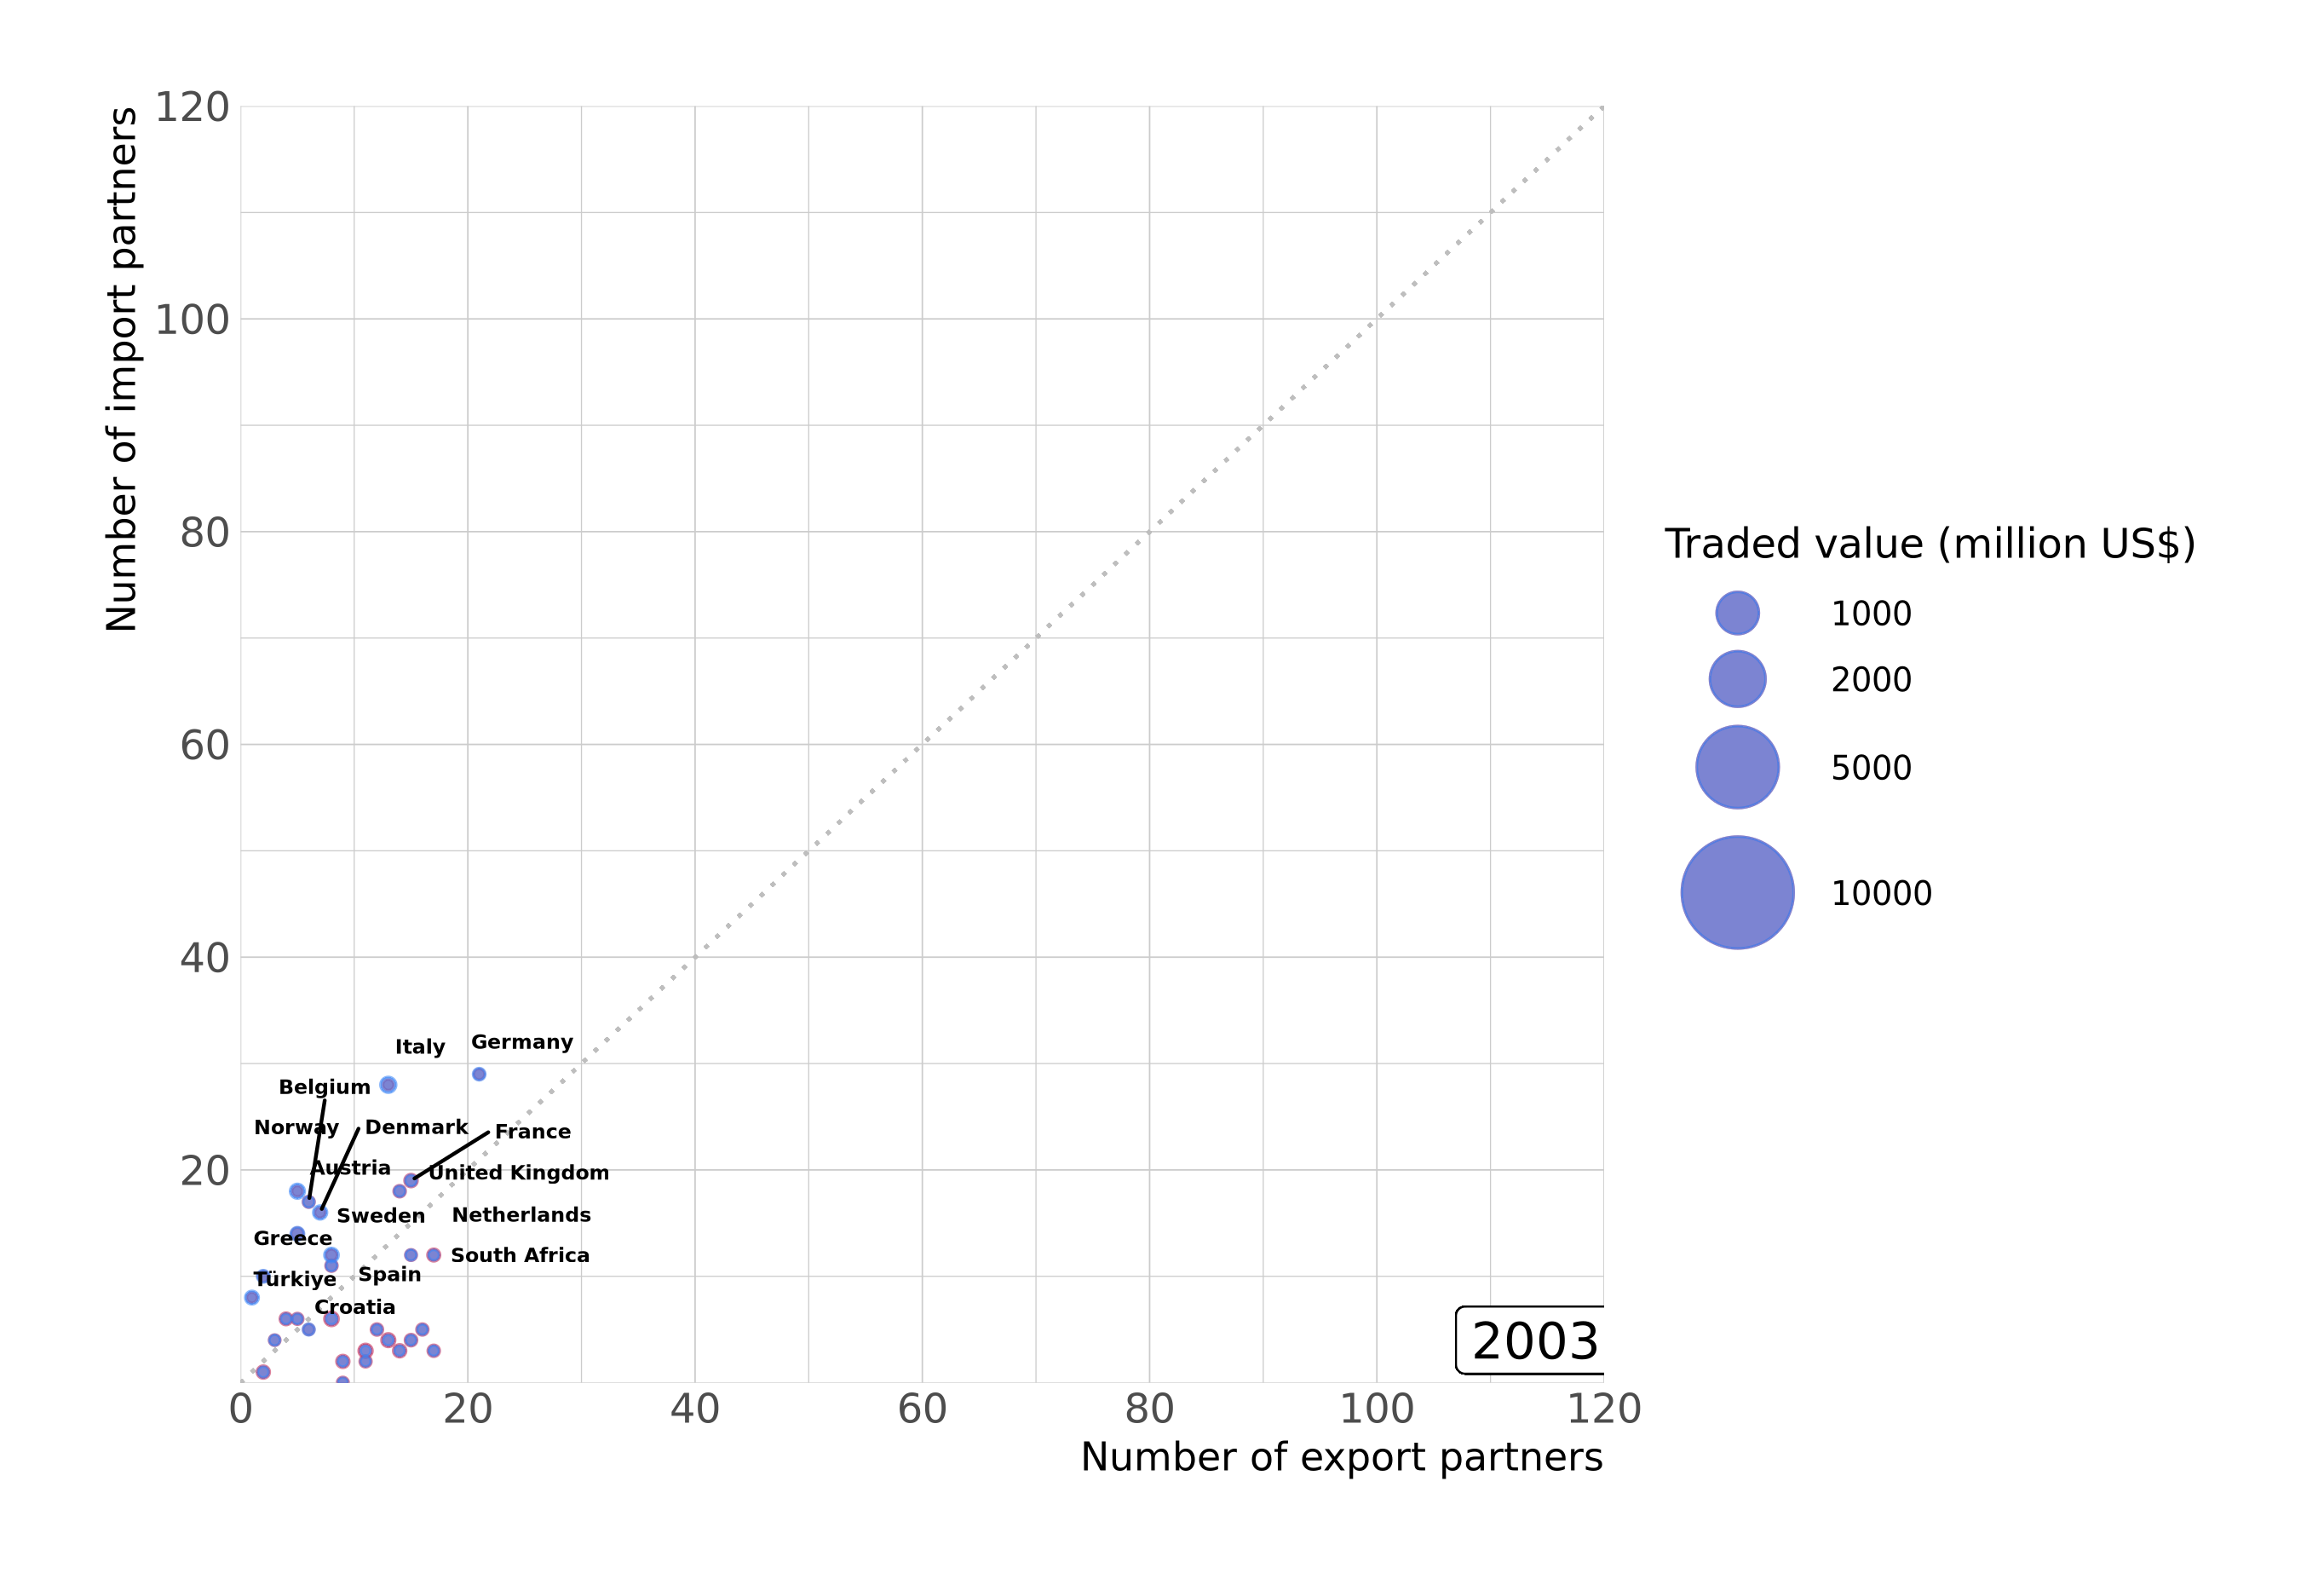 Number of import partners
120
100
80
60
40
20
Italy
Germany
Belgium
Norway
Denmark
France
Austria
United Kingdom
Sweden
Netherlands
Greece
South Africa
Türkiye
Spain
Croatia
2003
0
20
40
60
80
100
120
Number of export partners
Traded value (million US$)
1000
2000
5000
10000